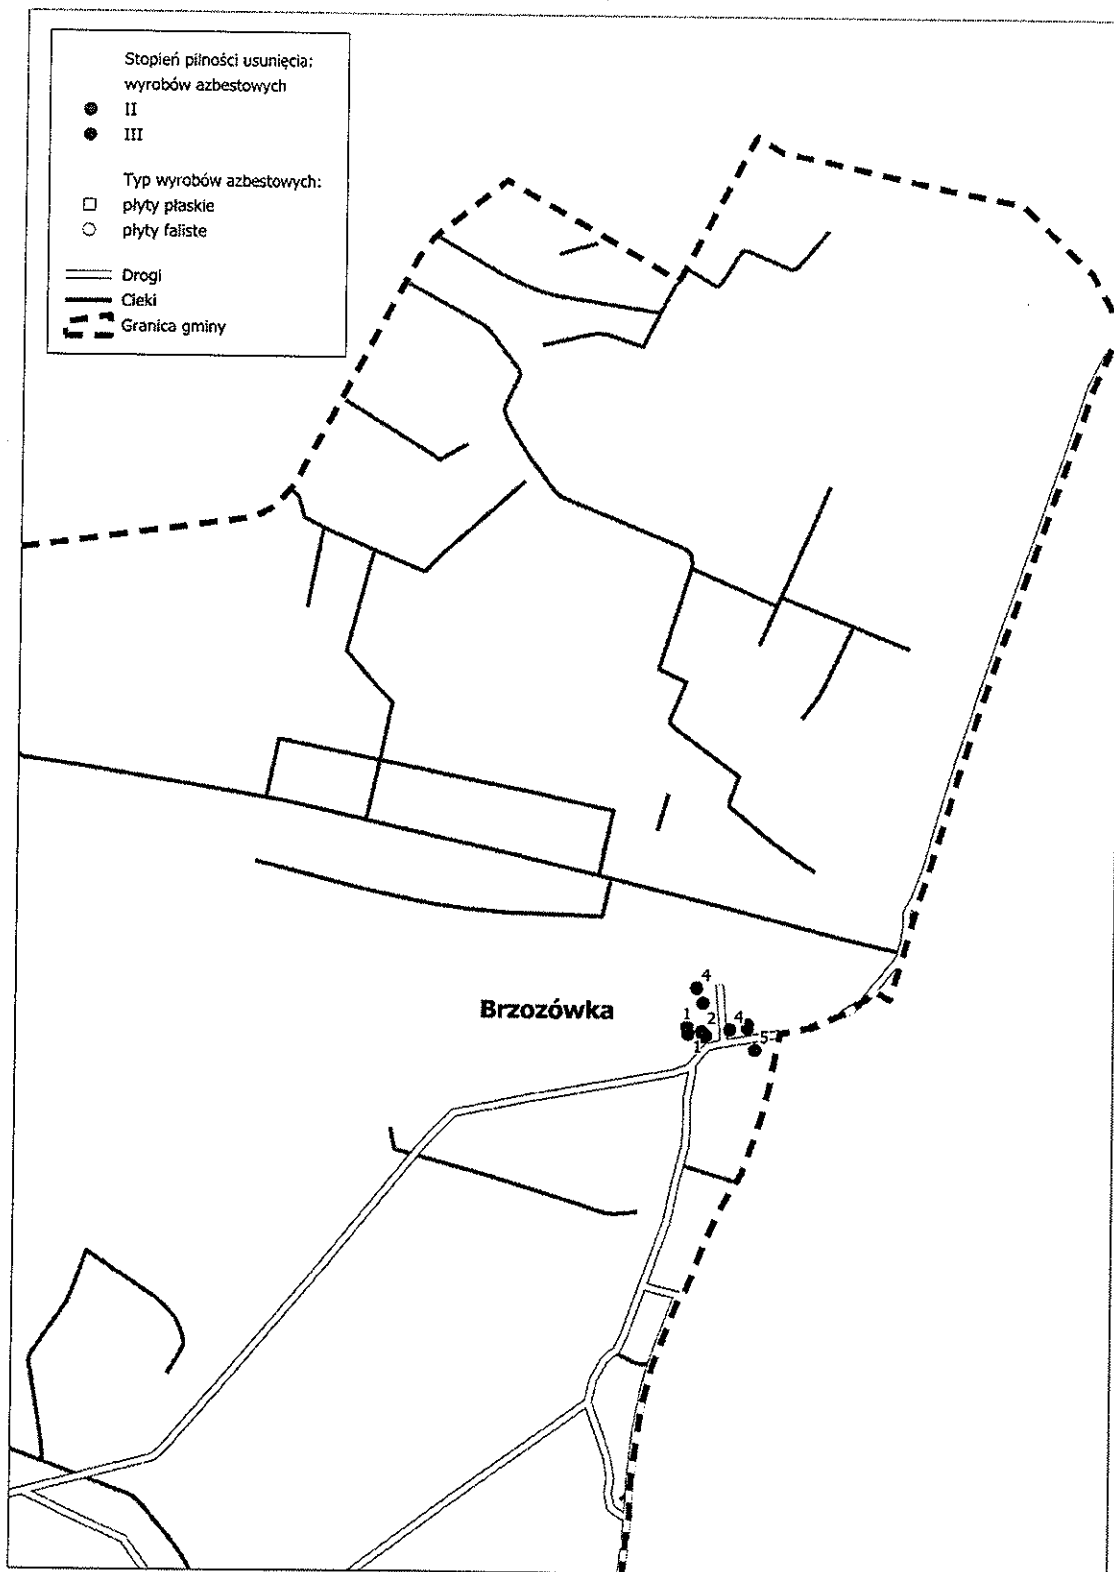 Stopień pilności usunięcia:
wyrobów azbestowych
II
III
Typ wyrobów azbestowych:
płyty płaskie
płyty faliste
Drogi
Cieki
Granica gminy
4
Brzozówka
1
2
4
1
5